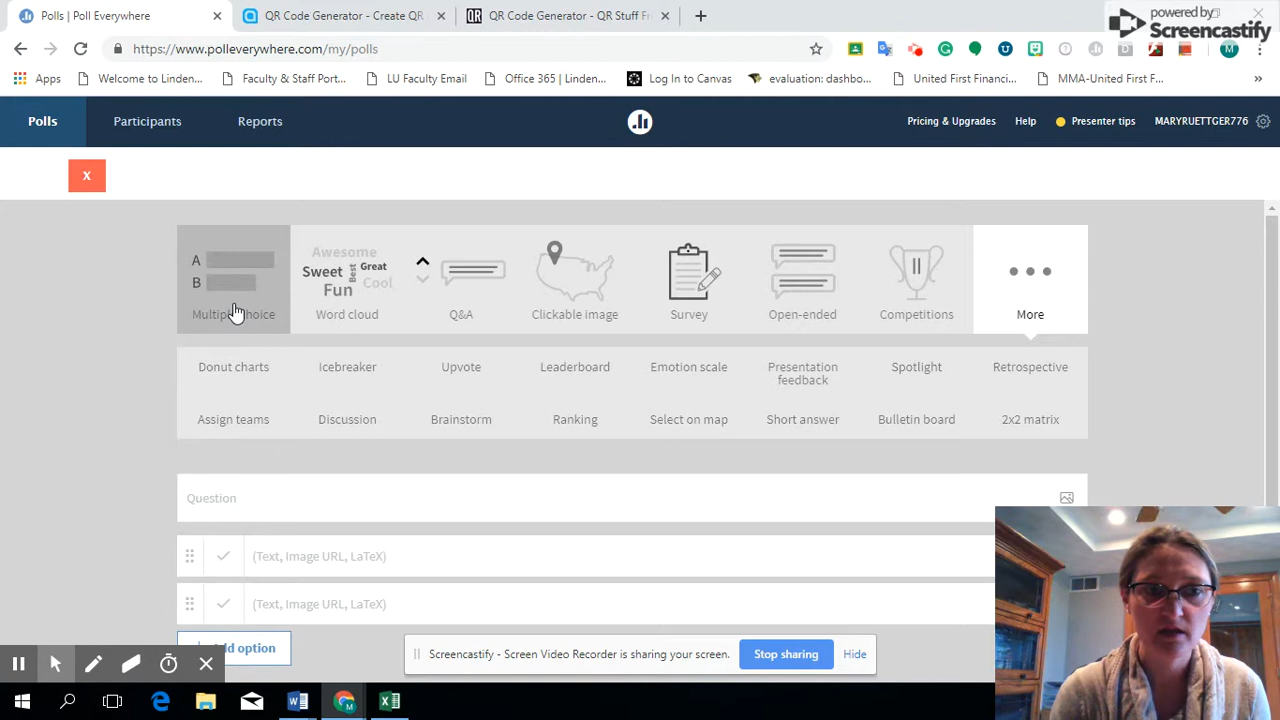 Polls | Poll Everywhere
QR Code Generator - Create QR
QR Code Generator - QR Stuff Fr
powered by
Screencastify
https://www.polleverywhere.com/my/polls
Apps
Welcome to Linden...
Faculty & Staff Port...
LU Faculty Email
Office 365 | Linden...
Log In to Canvas
evaluation: dashbo...
United First Financi...
MMA-United First F...
Polls
Participants
Reports
Pricing & Upgrades
Help
Presenter tips
MARYRUETTGER776
X
A
B
Awesome
Sweet
Best
Great
Fun
Cool
Multiple choice
Word cloud
Q&A
Clickable image
Survey
Open-ended
Competitions
More
Donut charts
Icebreaker
Upvote
Leaderboard
Emotion scale
Presentation
feedback
Spotlight
Retrospective
Assign teams
Discussion
Brainstorm
Ranking
Select on map
Short answer
Bulletin board
2x2 matrix
Question
(Text, Image URL, LaTeX)
(Text, Image URL, LaTeX)
option
Screencastify - Screen Video Recorder is sharing your screen.
Stop sharing
Hide